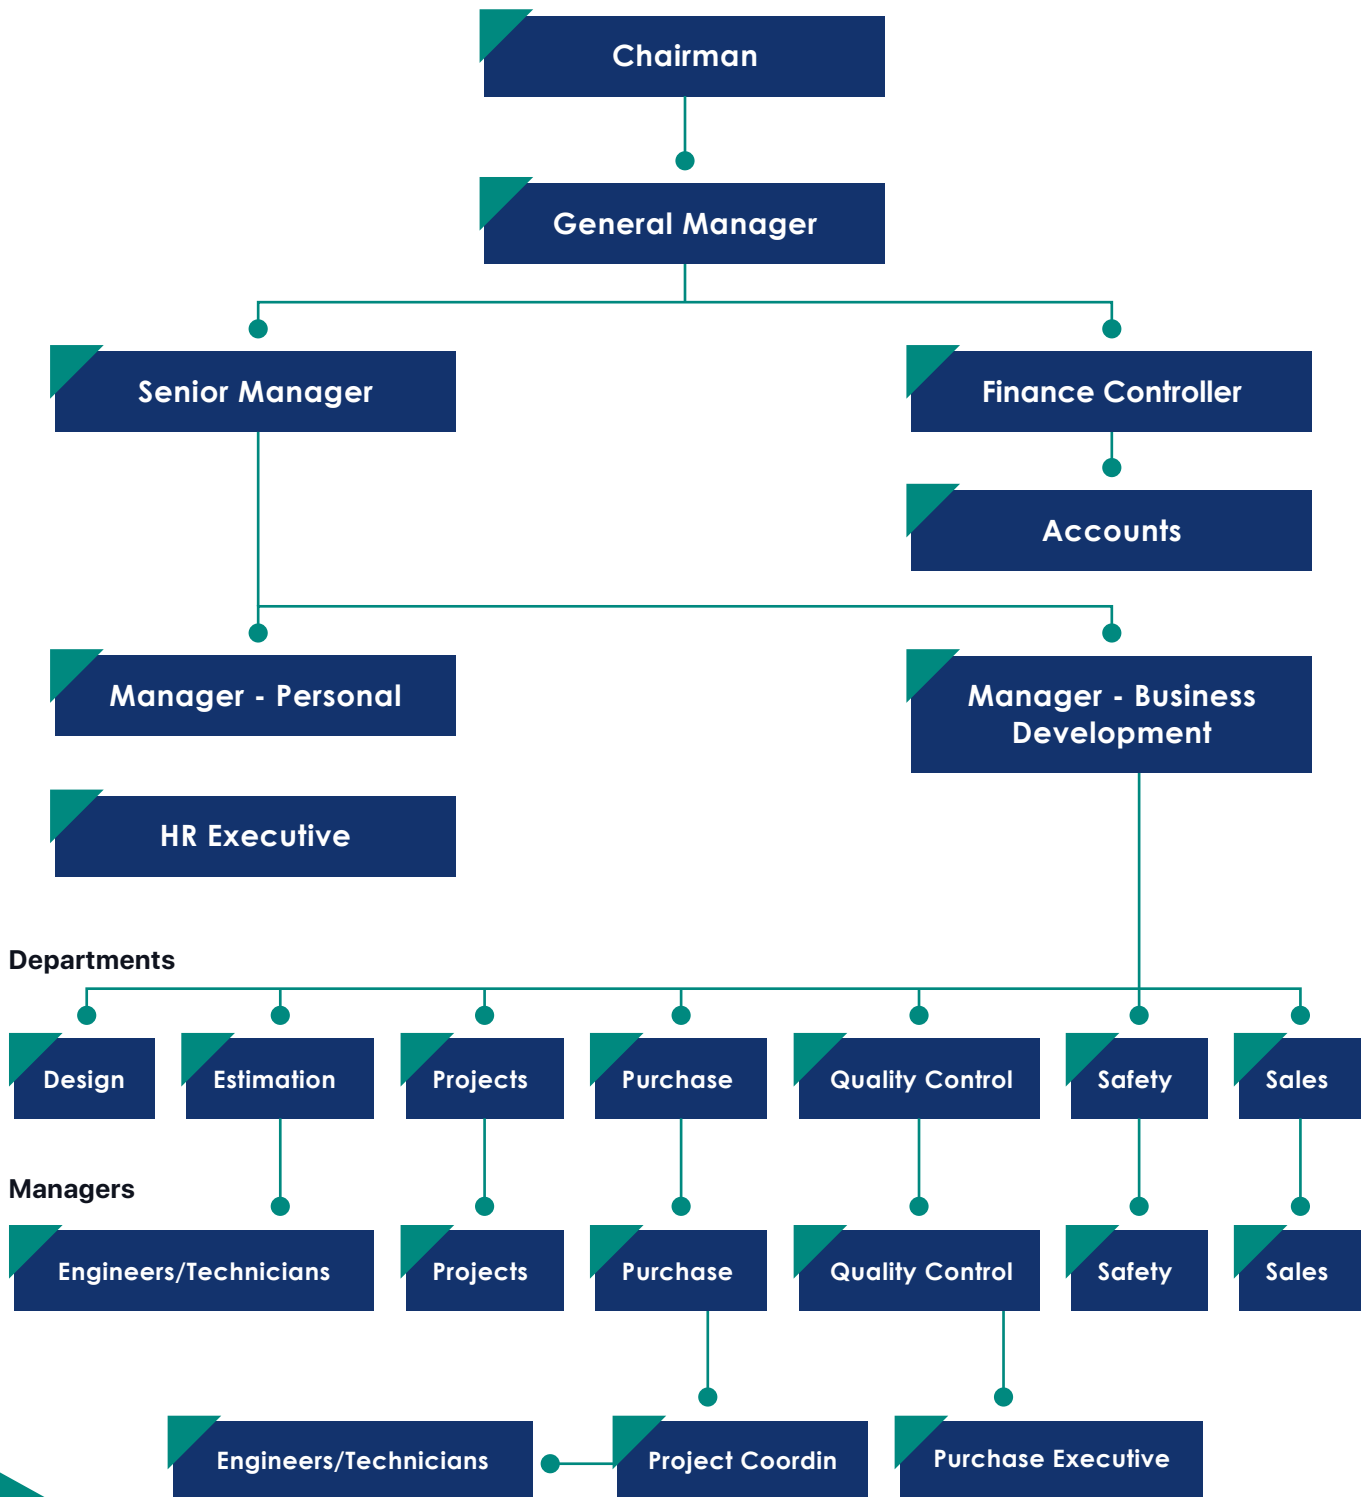 Chairman
General Manager
Senior Manager
Finance Controller
Accounts
Manager - Personal
Manager - Business
Development
HR Executive
Departments
Design
Estimation
Projects
Purchase
Quality Control
Safety
Sales
Managers
Engineers/Technicians
Projects
Purchase
Quality Control
Safety
Sales
Engineers/Technicians
Project Coordin
Purchase Executive